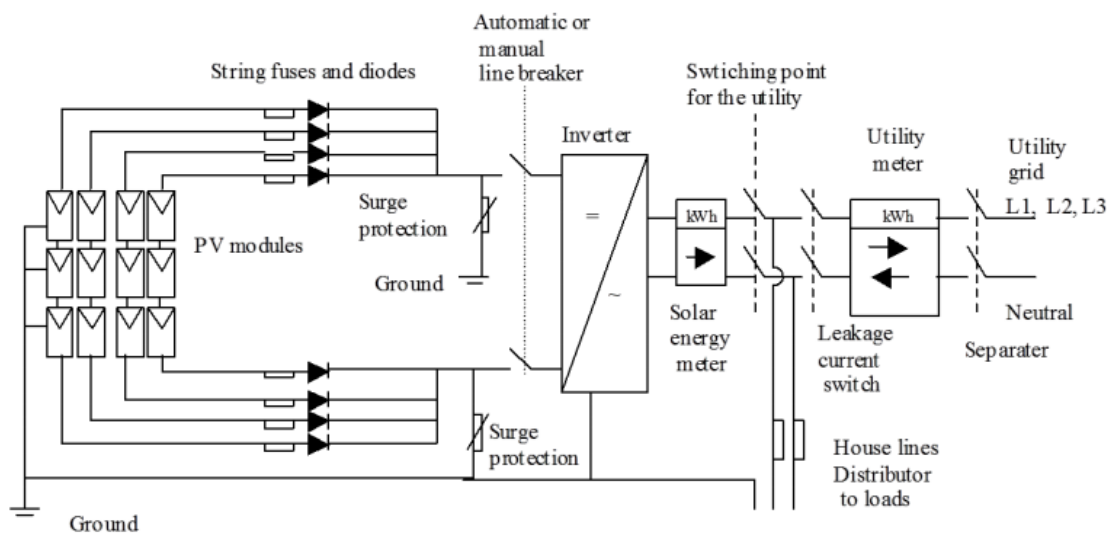 Automatic or
manual
line breaker
String fuses and diodes
Swtiching point
for the utility
Inverter
Utility
meter
Utility
grid
L1, L2, L3
Surge
protection
=
kWh
kWh
PV modules
Ground
~
Solar
energy
meter
Leakage
current
switch
Neutral
Separater
Surge
protection
House lines
Distributor
to loads
Ground